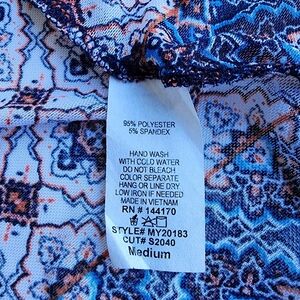 95% POLYESTER
5% SPANDEX
HAND WASH
WITH COLD WATER
DO NOT BLEACH
COLOR SEPARATE
HANG OR LINE DRY
LOW IRON IF NEEDED
MADE IN VIETNAM
RN # 144170
STYLE# MY20183
CUT# S2040
Medium